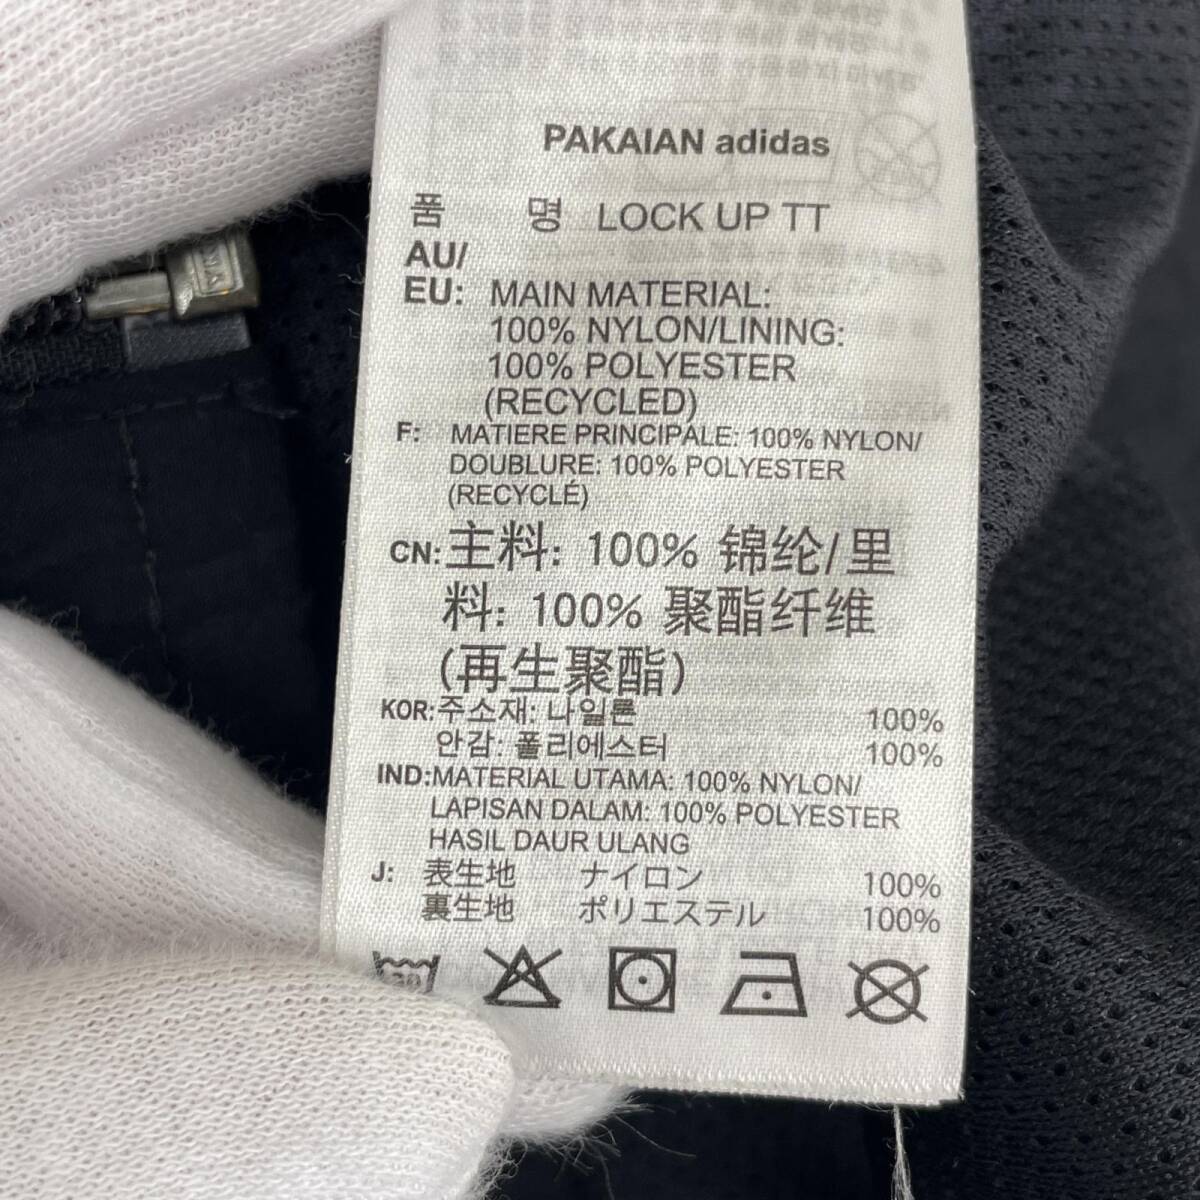 PAKAIAN adidas
품 명 LOCK UP TT
AU/
EU: MAIN MATERIAL:
100% NYLON/LINING:
100% POLYESTER
(RECYCLED)
F: MATIERE PRINCIPALE: 100% NYLON/
DOUBLURE: 100% POLYESTER
(RECYCLÉ)
CN: 主料: 100% 锦纶/里
料: 100% 聚酯纤维
(再生聚酯)
KOR: 주소재: 나일론 100%
안감: 폴리에스터 100%
IND: MATERIAL UTAMA: 100% NYLON/
LAPISAN DALAM: 100% POLYESTER
HASIL DAUR ULANG
J: 表生地 ナイロン 100%
裏生地 ポリエステル 100%